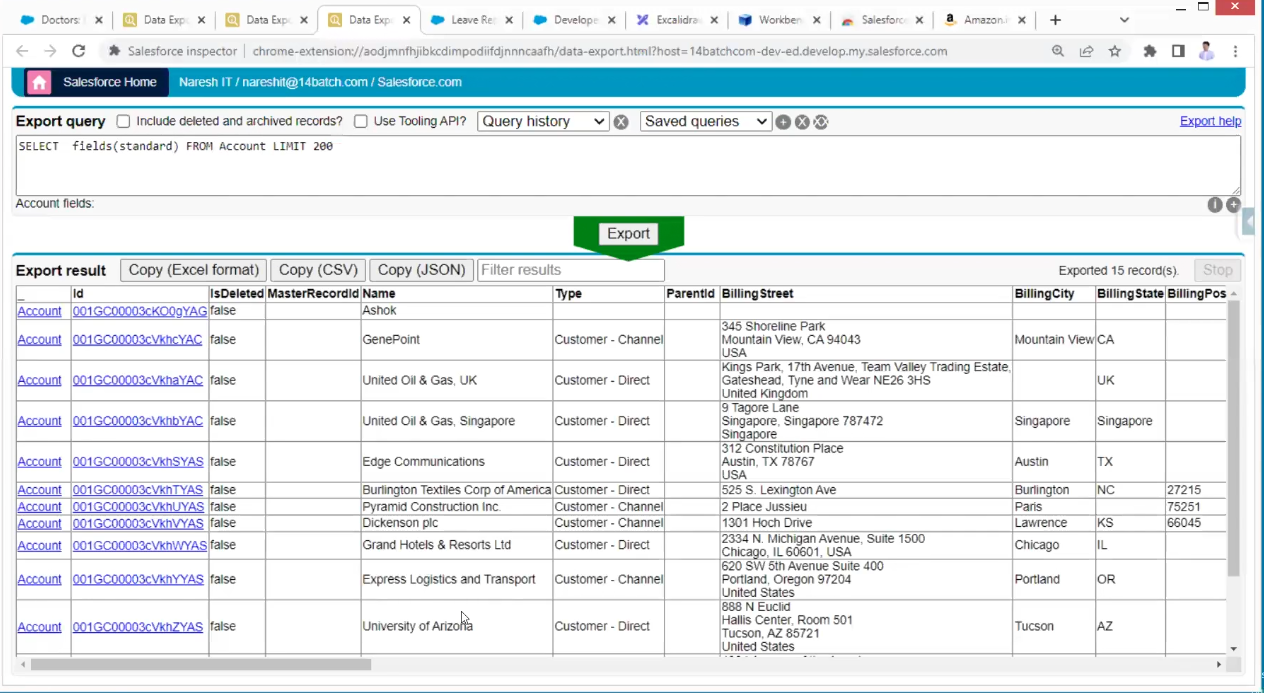 Doctors:
Data Expo
Data Expo
Data Expo
Leave Re
Develope
Excalidra
Workben
Salesforc
Amazon.i
Salesforce inspector chrome-extension://aodjmnfhjibkcdimpodiifdjnnncaafh/data-export.html?host=14batchcom-dev-ed.develop.my.salesforce.com
Salesforce Home Naresh IT / nareshit@14batch.com / Salesforce.com
Export query Include deleted and archived records? Use Tooling API? Query history Saved queries Export help
SELECT fields(standard) FROM Account LIMIT 200
Account fields:
Export
Export result Copy (Excel format) Copy (CSV) Copy (JSON) Filter results Exported 15 record(s). Stop
_ Id IsDeleted MasterRecordId Name Type ParentId BillingStreet BillingCity BillingState BillingPos
Account 001GC00003cKO0gYAG false Ashok
Account 001GC00003cVkhcYAC false GenePoint Customer - Channel 345 Shoreline Park
Mountain View, CA 94043
USA Mountain View CA
Account 001GC00003cVkhaYAC false United Oil & Gas, UK Customer - Direct Kings Park, 17th Avenue, Team Valley Trading Estate,
Gateshead, Tyne and Wear NE26 3HS
United Kingdom UK
Account 001GC00003cVkhbYAC false United Oil & Gas, Singapore Customer - Direct 9 Tagore Lane
Singapore, Singapore 787472
Singapore Singapore Singapore
Account 001GC00003cVkhSYAS false Edge Communications Customer - Direct 312 Constitution Place
Austin, TX 78767
USA Austin TX
Account 001GC00003cVkhTYAS false Burlington Textiles Corp of America Customer - Direct 525 S. Lexington Ave Burlington NC 27215
Account 001GC00003cVkhUYAS false Pyramid Construction Inc. Customer - Channel 2 Place Jussieu Paris 75251
Account 001GC00003cVkhVYAS false Dickenson plc Customer - Channel 1301 Hoch Drive Lawrence KS 66045
Account 001GC00003cVkhWYAS false Grand Hotels & Resorts Ltd Customer - Direct 2334 N. Michigan Avenue, Suite 1500
Chicago, IL 60601, USA Chicago IL
Account 001GC00003cVkhYYAS false Express Logistics and Transport Customer - Channel 620 SW 5th Avenue Suite 400
Portland, Oregon 97204
United States Portland OR
Account 001GC00003cVkhZYAS false University of Arizona Customer - Direct 888 N Euclid
Hallis Center, Room 501
Tucson, AZ 85721
United States Tucson AZ